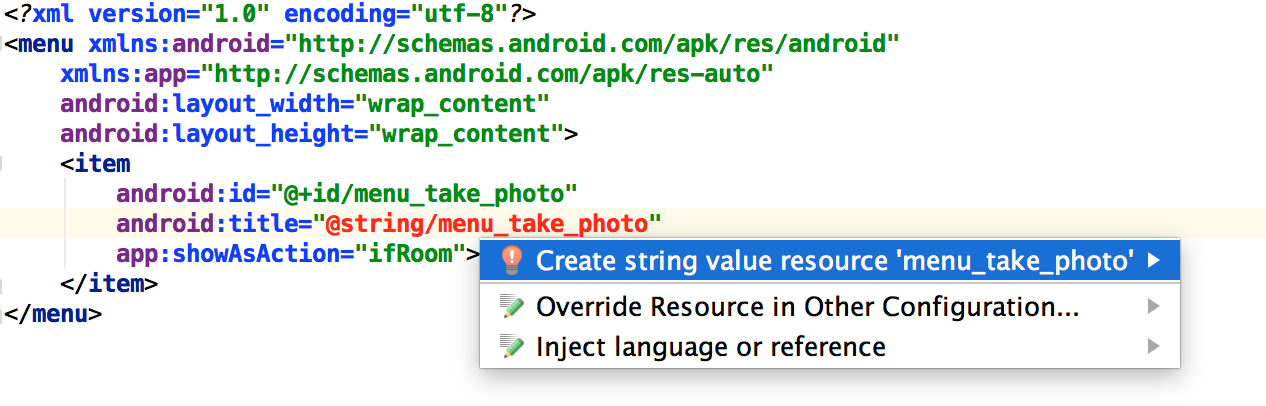 <?xml version="1.0" encoding="utf-8"?>
<menu xmlns:android="http://schemas.android.com/apk/res/android"
    xmlns:app="http://schemas.android.com/apk/res-auto"
    android:layout_width="wrap_content"
    android:layout_height="wrap_content">
    <item
        android:id="@+id/menu_take_photo"
        android:title="@string/menu_take_photo"
        app:showAsAction="ifRoom">
    </item>
</menu>
Create string value resource 'menu_take_photo'
Override Resource in Other Configuration...
Inject language or reference